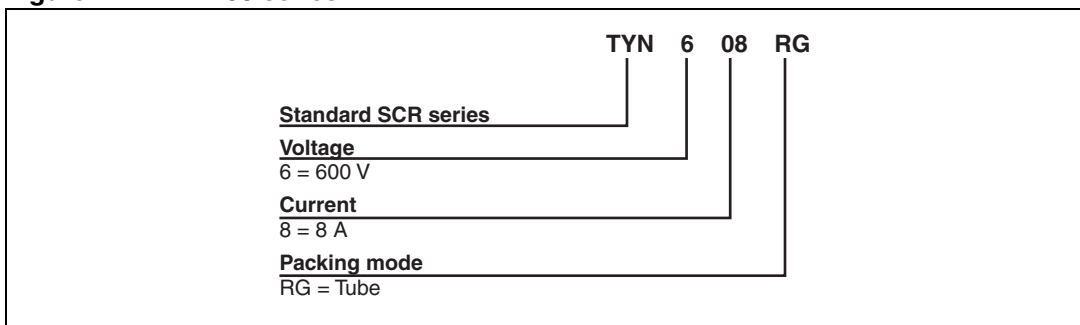 TYN 6 08 RG
Standard SCR series
Voltage
6 = 600 V
Current
8 = 8 A
Packing mode
RG = Tube